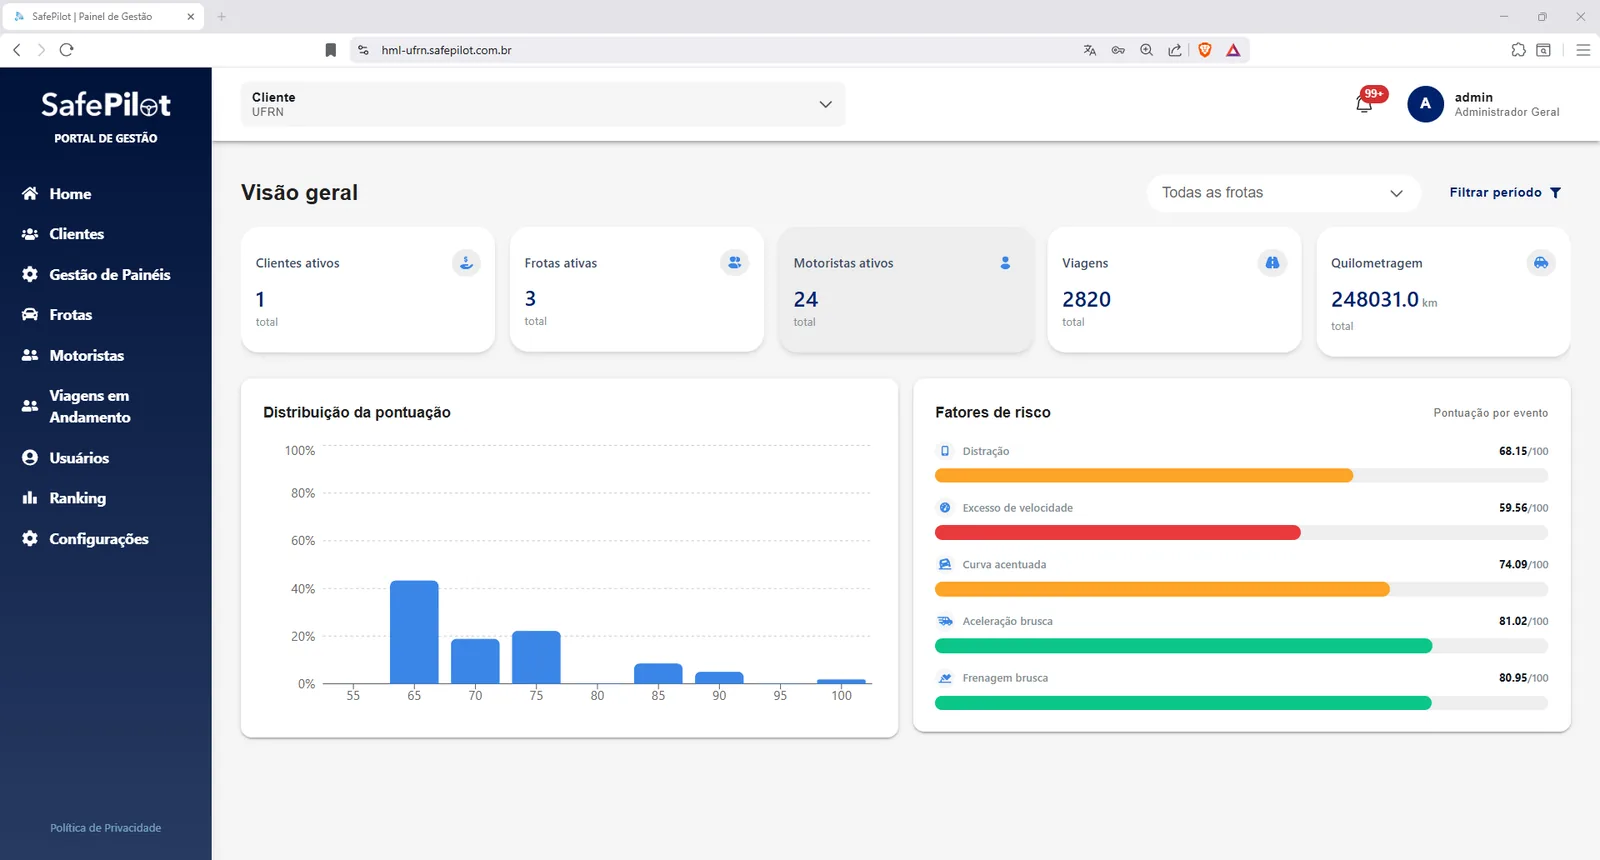 SafePilot | Painel de Gestão
hml-ufrn.safepilot.com.br
SafePilot
PORTAL DE GESTÃO
Home
Clientes
Gestão de Painéis
Frotas
Motoristas
Viagens em
Andamento
Usuários
Ranking
Configurações
Política de Privacidade
Cliente
UFRN
99+
A
admin
Administrador Geral
Visão geral
Todas as frotas
Filtrar período
Clientes ativos
1
total
Frotas ativas
3
total
Motoristas ativos
24
total
Viagens
2820
total
Quilometragem
248031.0 km
total
Distribuição da pontuação
100%
80%
60%
40%
20%
0%
55 65 70 75 80 85 90 95 100
Fatores de risco
Pontuação por evento
Distração 68.15/100
Excesso de velocidade 59.56/100
Curva acentuada 74.09/100
Aceleração brusca 81.02/100
Frenagem brusca 80.95/100